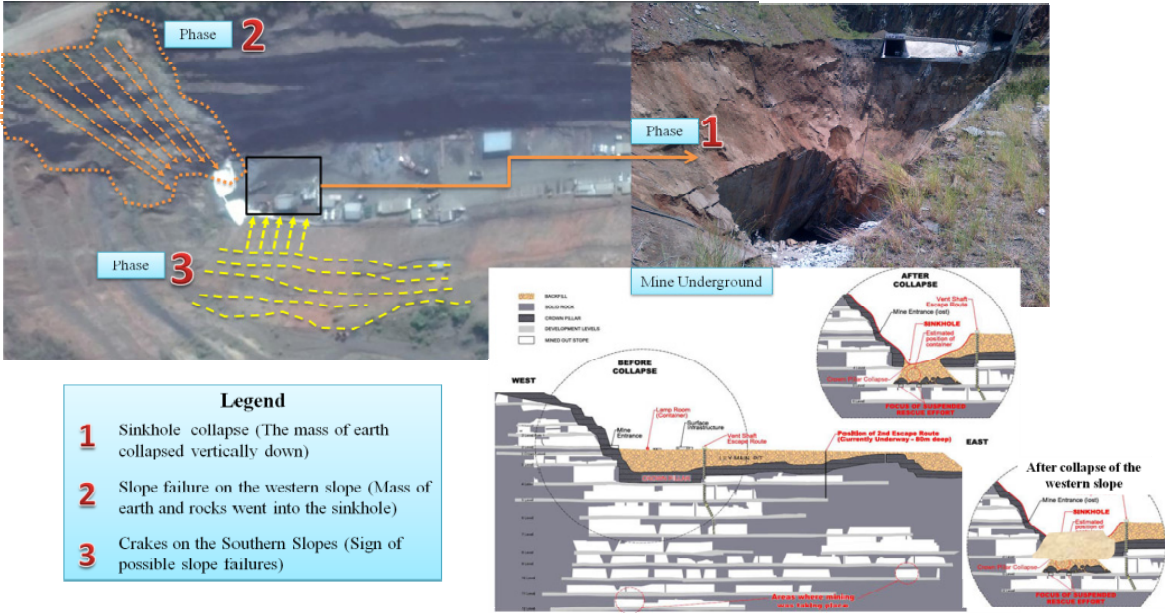 Phase 2
Phase 1
Phase 3
Mine Underground
Legend
1 Sinkhole collapse (The mass of earth
collapsed vertically down)
2 Slope failure on the western slope (Mass of
earth and rocks went into the sinkhole)
3 Crakes on the Southern Slopes (Sign of
possible slope failures)
BACKFILL
SOLID ROCK
CROWN PILLAR
DEVELOPMENT LEVELS
MINED OUT STOPE
BEFORE
COLLAPSE
WEST
Mine
Entrance
Lamp Room
(Container)
Surface
Infrastructure
Vent Shaft
Escape Route
Position of 2nd Escape Route
(Currently Underway - 80m deep)
EAST
CROWN PILLAR
Areas where mining
was taking place
AFTER
COLLAPSE
Vent Shaft
Escape Route
Mine Entrance (lost)
SINKHOLE
Estimated
position of
container
Crown Pillar Collapse
FOCUS OF SUSPENDED
RESCUE EFFORT
After collapse of the
western slope
Mine Entrance (lost)
SINKHOLE
Estimated
position of
Crown Pillar Collapse
FOCUS OF SUSPENDED
RESCUE EFFORT